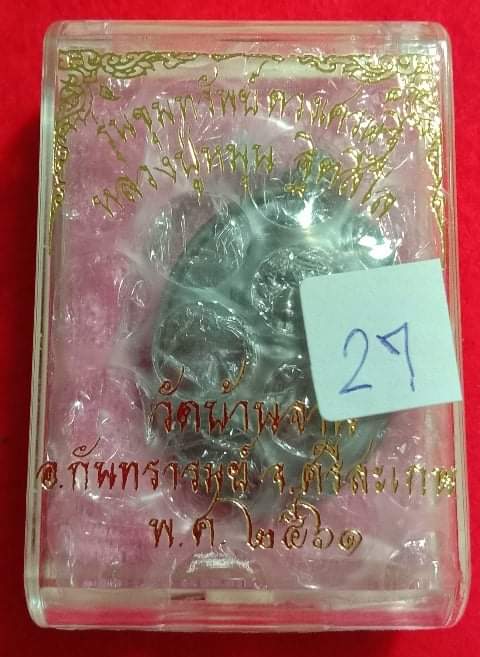 รุ่นขุมทรัพย์ดวงเศรษฐี
หลวงปู่หมุน ฐิตสีโล
27
วัดบ้านจาน
อ.กันทรารมย์ จ.ศรีสะเกษ
พ.ศ. ๒๕๖๑